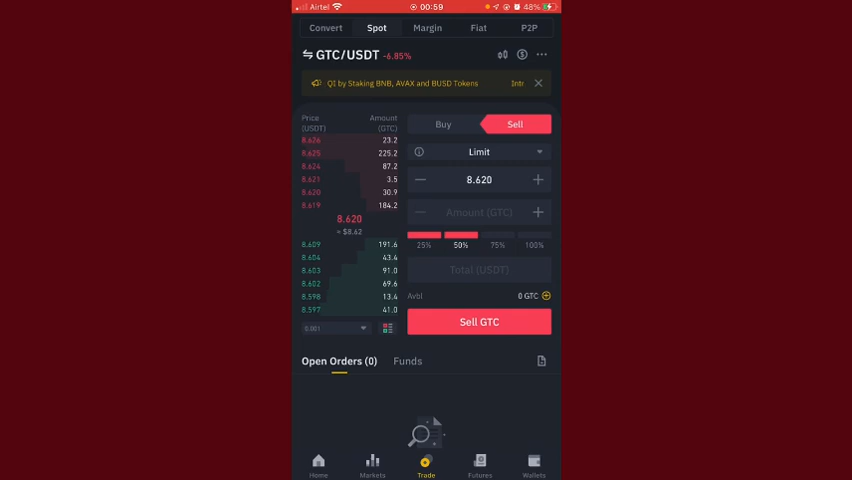 Airtel 00:59 48%
Convert Spot Margin Fiat P2P
GTC/USDT -6.85%
QI by Staking BNB, AVAX and BUSD Tokens Intr
Price Amount
(USDT) (GTC)
8.626 23.2
8.625 225.2
8.624 87.2
8.621 3.5
8.620 30.9
8.619 184.2
8.620
≈ $8.62
8.609 191.6
8.604 43.4
8.603 91.0
8.602 69.6
8.598 13.4
8.597 41.0
0.001
Buy Sell
Limit
8.620
Amount (GTC)
25% 50% 75% 100%
Total (USDT)
Avbl 0 GTC
Sell GTC
Open Orders (0) Funds
Home Markets Trade Futures Wallets